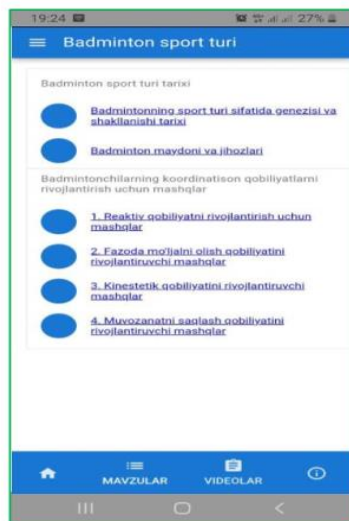 19:24 27%
Badminton sport turi
Badminton sport turi tarixi
Badmintonning sport turi sifatida genezisi va
shakllanishi tarixi
Badminton maydoni va jihozlari
Badmintonchilarning koordinatison qobiliyatlarni
rivojlantirish uchun mashqlar
1. Reaktiv qobiliyatni rivojlantirish uchun
mashqlar
2. Fazoda mo'ljalni olish qobiliyatini
rivojlantiruvchi mashqlar
3. Kinestetik qobiliyatini rivojlantiruvchi
mashqlar
4. Muvozanatni saqlash qobiliyatini
rivojlantiruvchi mashqlar
MAVZULAR VIDEOLAR